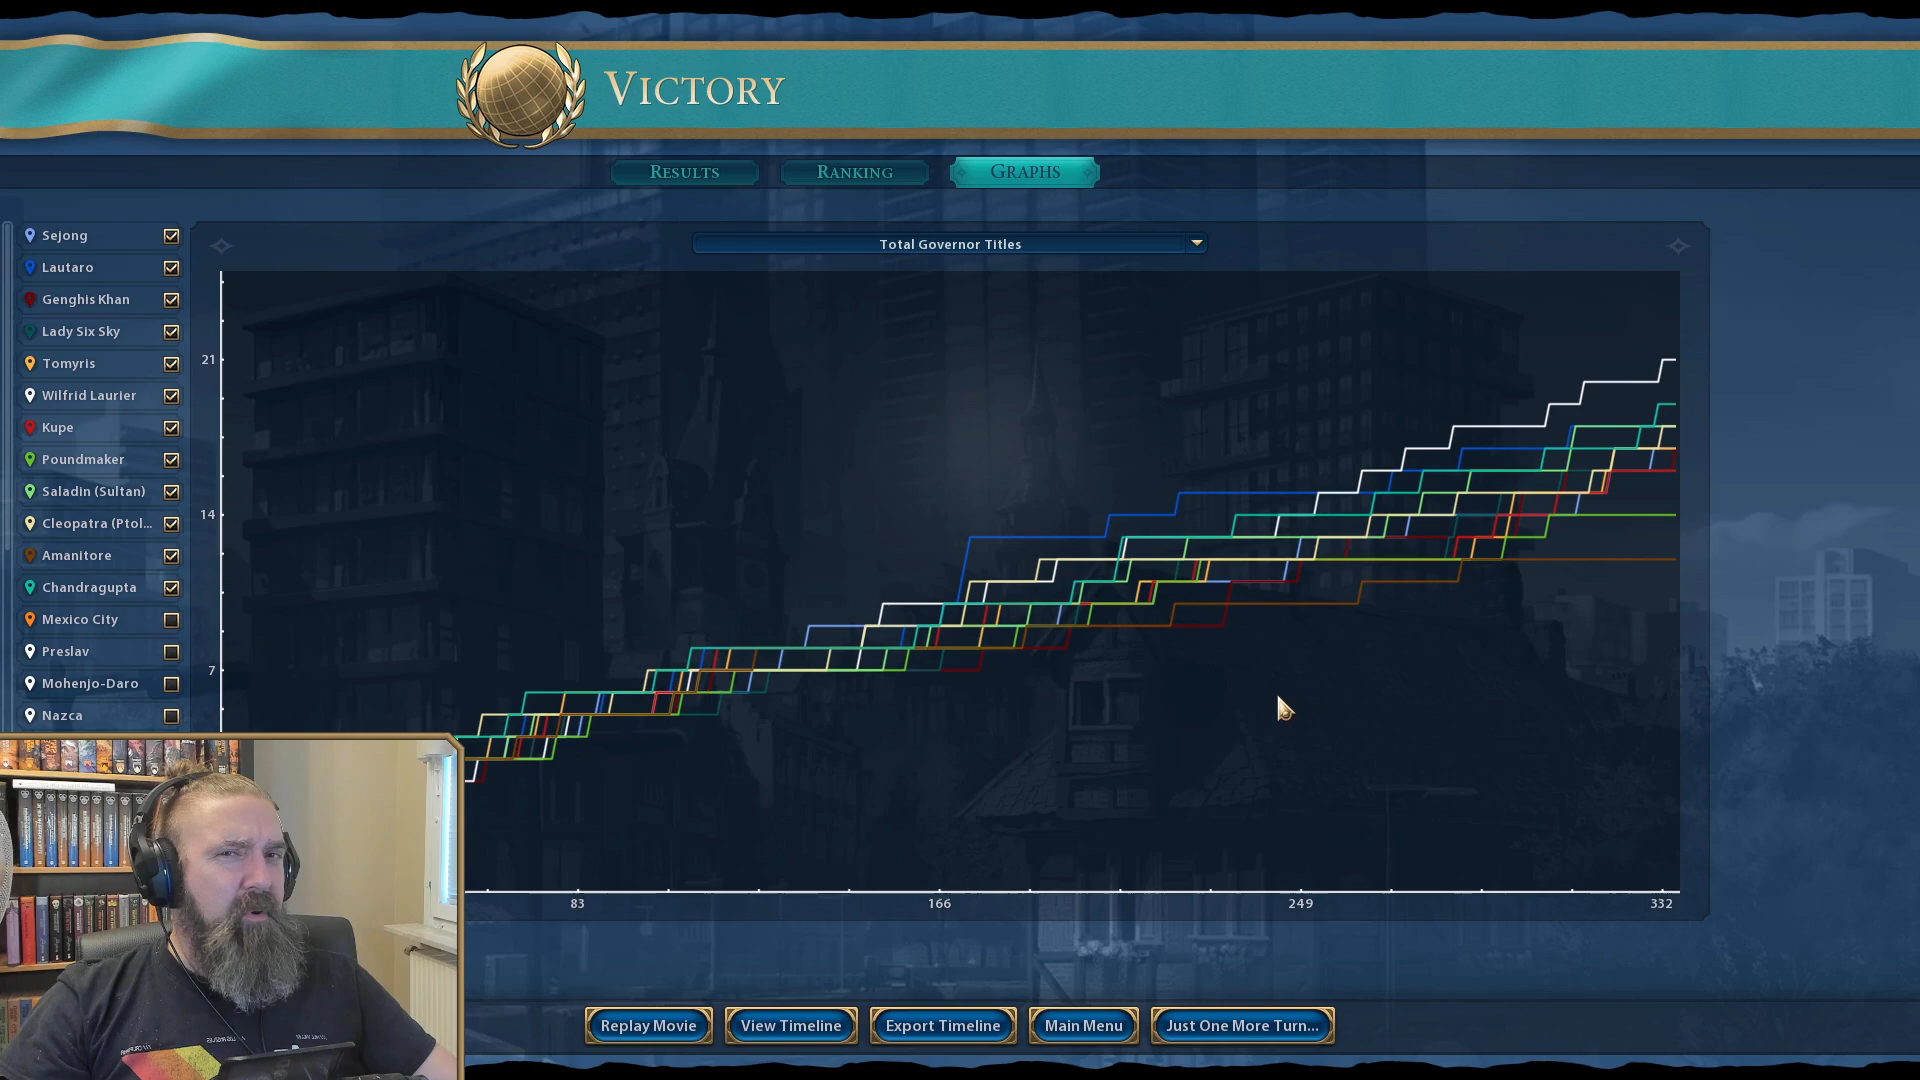 VICTORY
RESULTS
RANKING
GRAPHS
Sejong
Lautaro
Genghis Khan
Lady Six Sky
Tomyris
Wilfrid Laurier
Kupe
Poundmaker
Saladin (Sultan)
Cleopatra (Ptol...
Amanitore
Chandragupta
Mexico City
Preslav
Mohenjo-Daro
Nazca
Total Governor Titles
21
14
7
83
166
249
332
Replay Movie
View Timeline
Export Timeline
Main Menu
Just One More Turn...